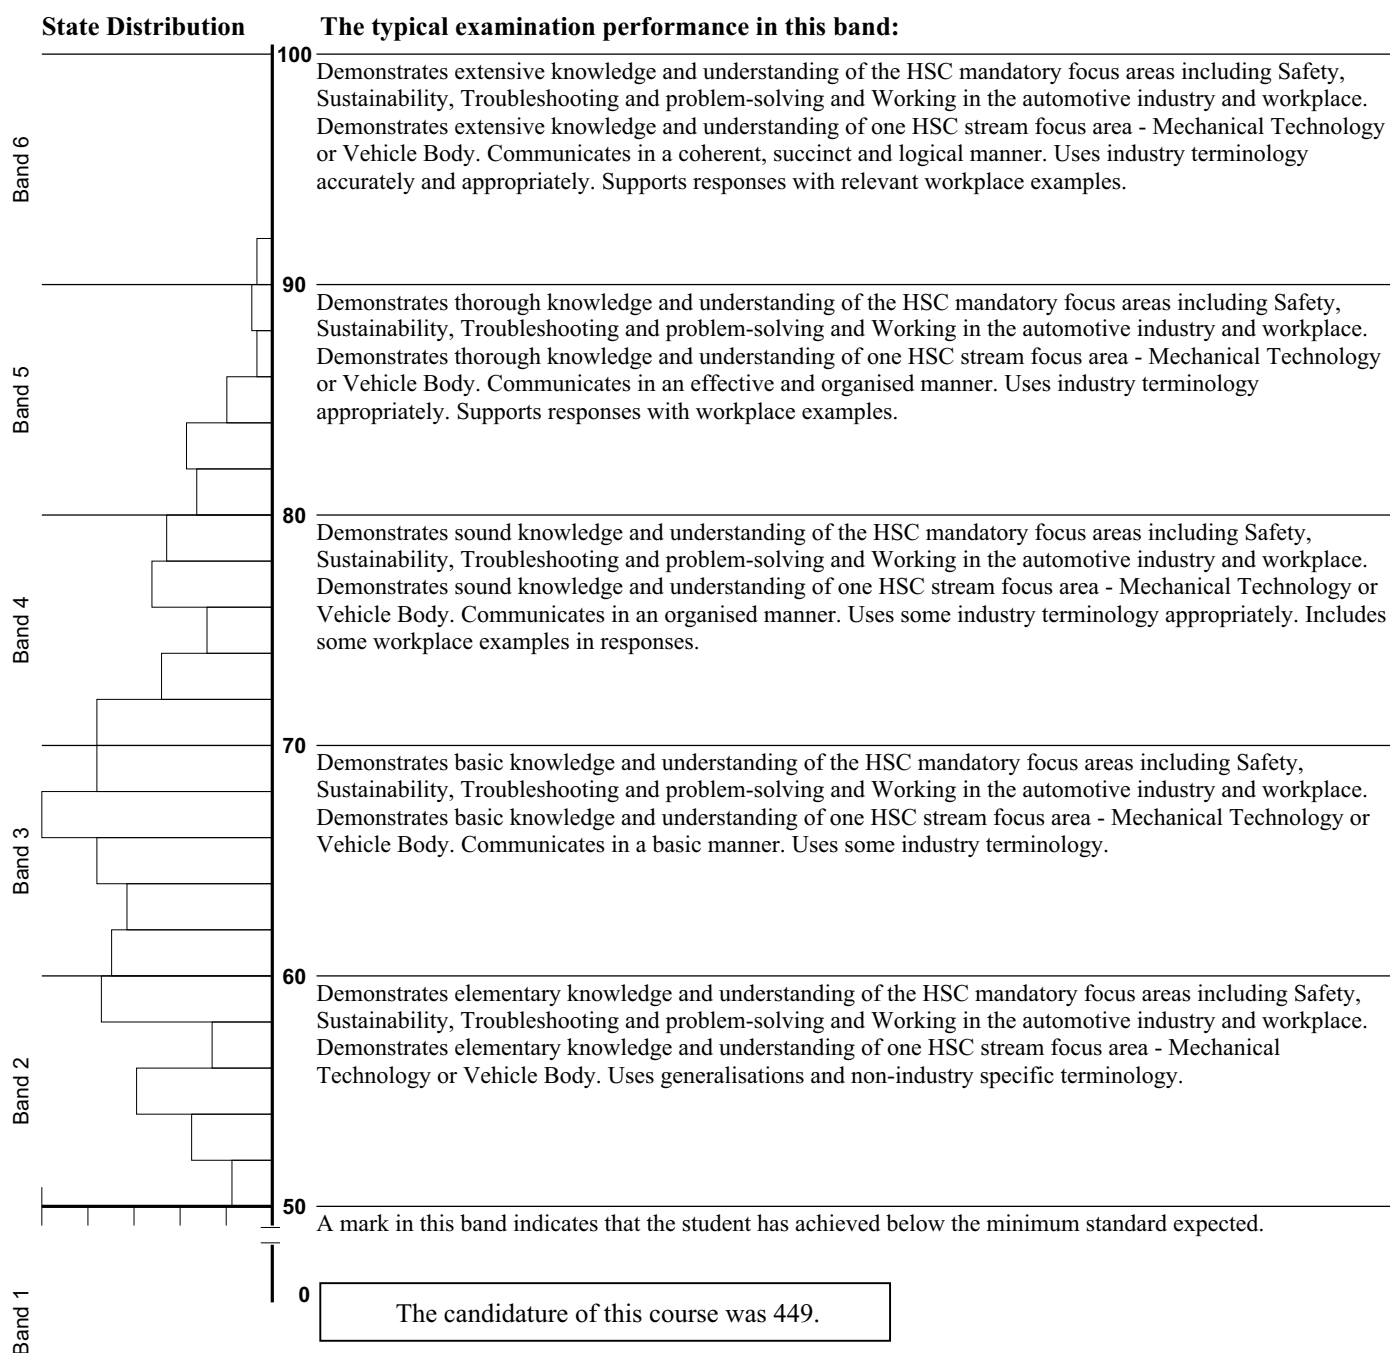 State Distribution
The typical examination performance in this band:
100
Demonstrates extensive knowledge and understanding of the HSC mandatory focus areas including Safety,
Sustainability, Troubleshooting and problem-solving and Working in the automotive industry and workplace.
Demonstrates extensive knowledge and understanding of one HSC stream focus area - Mechanical Technology
or Vehicle Body. Communicates in a coherent, succinct and logical manner. Uses industry terminology
accurately and appropriately. Supports responses with relevant workplace examples.
Band 6
90
Demonstrates thorough knowledge and understanding of the HSC mandatory focus areas including Safety,
Sustainability, Troubleshooting and problem-solving and Working in the automotive industry and workplace.
Demonstrates thorough knowledge and understanding of one HSC stream focus area - Mechanical Technology
or Vehicle Body. Communicates in an effective and organised manner. Uses industry terminology
appropriately. Supports responses with workplace examples.
Band 5
80
Demonstrates sound knowledge and understanding of the HSC mandatory focus areas including Safety,
Sustainability, Troubleshooting and problem-solving and Working in the automotive industry and workplace.
Demonstrates sound knowledge and understanding of one HSC stream focus area - Mechanical Technology or
Vehicle Body. Communicates in an organised manner. Uses some industry terminology appropriately. Includes
some workplace examples in responses.
Band 4
70
Demonstrates basic knowledge and understanding of the HSC mandatory focus areas including Safety,
Sustainability, Troubleshooting and problem-solving and Working in the automotive industry and workplace.
Demonstrates basic knowledge and understanding of one HSC stream focus area - Mechanical Technology or
Vehicle Body. Communicates in a basic manner. Uses some industry terminology.
Band 3
60
Demonstrates elementary knowledge and understanding of the HSC mandatory focus areas including Safety,
Sustainability, Troubleshooting and problem-solving and Working in the automotive industry and workplace.
Demonstrates elementary knowledge and understanding of one HSC stream focus area - Mechanical
Technology or Vehicle Body. Uses generalisations and non-industry specific terminology.
Band 2
50
A mark in this band indicates that the student has achieved below the minimum standard expected.
0
Band 1
The candidature of this course was 449.